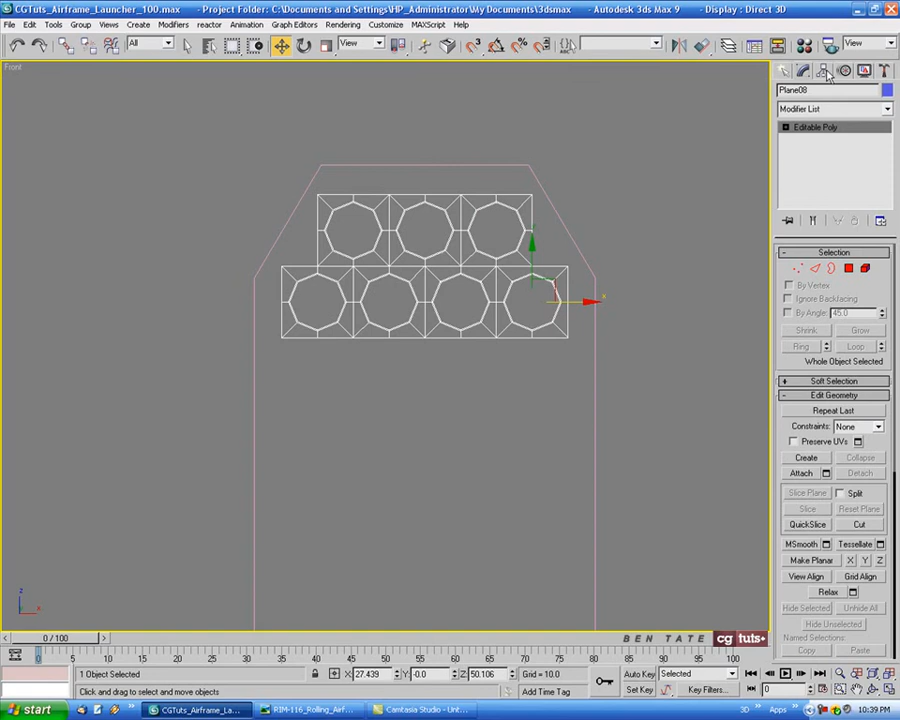 CGTuts_Airframe_Launcher_100.max - Project Folder: C:\Documents and Settings\HP_Administrator\My Documents\3dsmax - Autodesk 3ds Max 9 - Display : Direct 3D
File Edit Tools Group Views Create Modifiers reactor Animation Graph Editors Rendering Customize MAXScript Help
All View View
Front
Plane08
Modifier List
Editable Poly
Selection
By Vertex
Ignore Backfacing
By Angle: 45.0
Shrink Grow
Ring Loop
Whole Object Selected
+ Soft Selection
- Edit Geometry
Repeat Last
Constraints: None
Preserve UVs
Create Collapse
Attach Detach
Slice Plane Split
Slice Reset Plane
QuickSlice Cut
MSmooth Tessellate
Make Planar X Y Z
View Align Grid Align
Relax
Hide Selected Unhide All
Hide Unselected
Named Selections:
Copy Paste
z
x
BEN TATE cg tuts+
0 / 100
0 10 15 20 25 30 35 40 45 50 55 60 65 70 75 80 85 90 95 100
1 Object Selected X: 27.439 Y: -0.0 Z: 50.106 Grid = 10.0 Auto Key Selected
Click and drag to select and move objects Add Time Tag Set Key Key Filters... 0
start CGTuts_Airframe_La... RIM-116_Rolling_Airf... Camtasia Studio - Unt... 3D Apps 10:39 PM